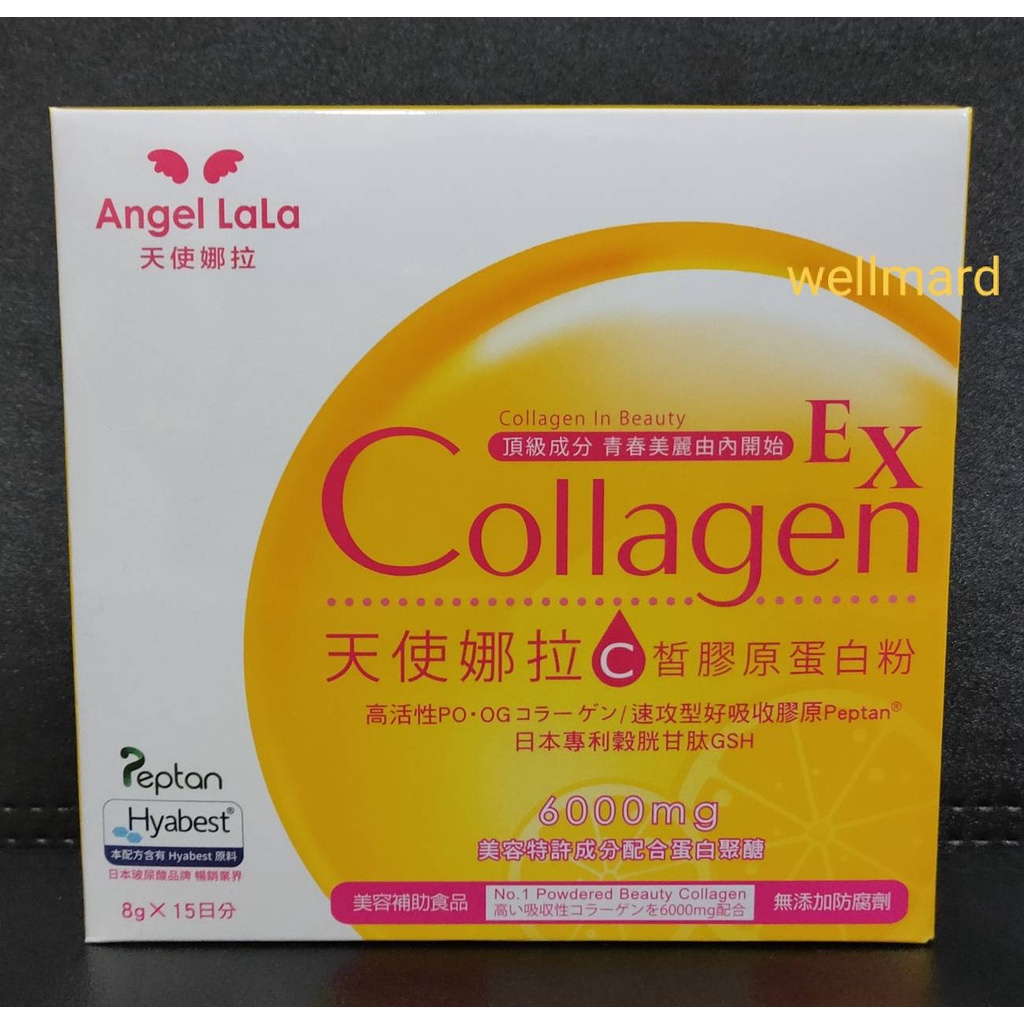 Angel LaLa
天使娜拉
wellmard
Collagen In Beauty
頂級成分 青春美麗由內開始
Collagen EX
天使娜拉C皙膠原蛋白粉
高活性PO・OGコラーゲン/速攻型好吸收膠原Peptan®
日本專利穀胱甘肽GSH
Peptan
Hyabest®
本配方含有 Hyabest 原料
日本玻尿酸品牌 暢銷業界
8g×15日分
6000mg
美容特許成分配合蛋白聚醣
美容補助食品
No.1 Powdered Beauty Collagen
高い吸収性コラーゲンを6000mg配合
無添加防腐劑